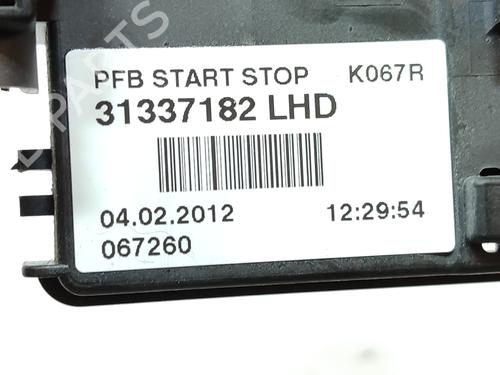 PFB START STOP K067R
31337182 LHD
04.02.2012 12:29:54
067260